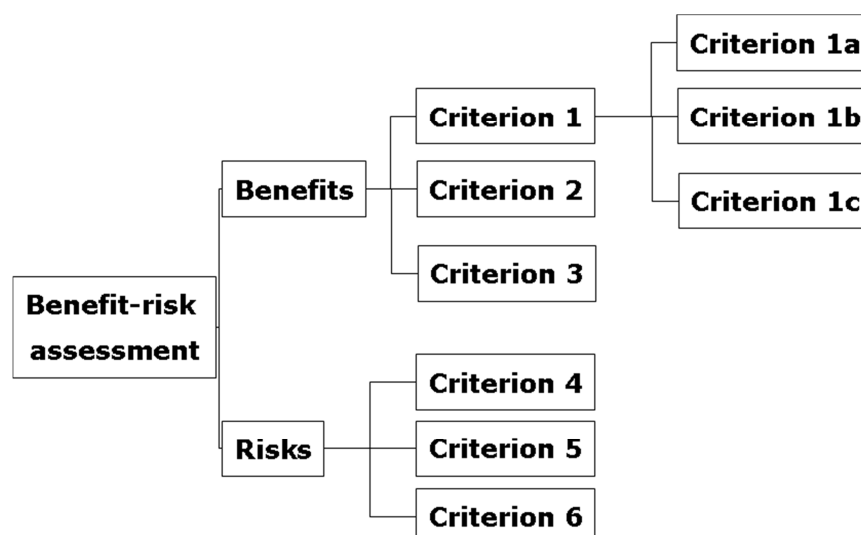 Benefit-risk
assessment
Benefits
Criterion 1
Criterion 1a
Criterion 1b
Criterion 1c
Criterion 2
Criterion 3
Risks
Criterion 4
Criterion 5
Criterion 6